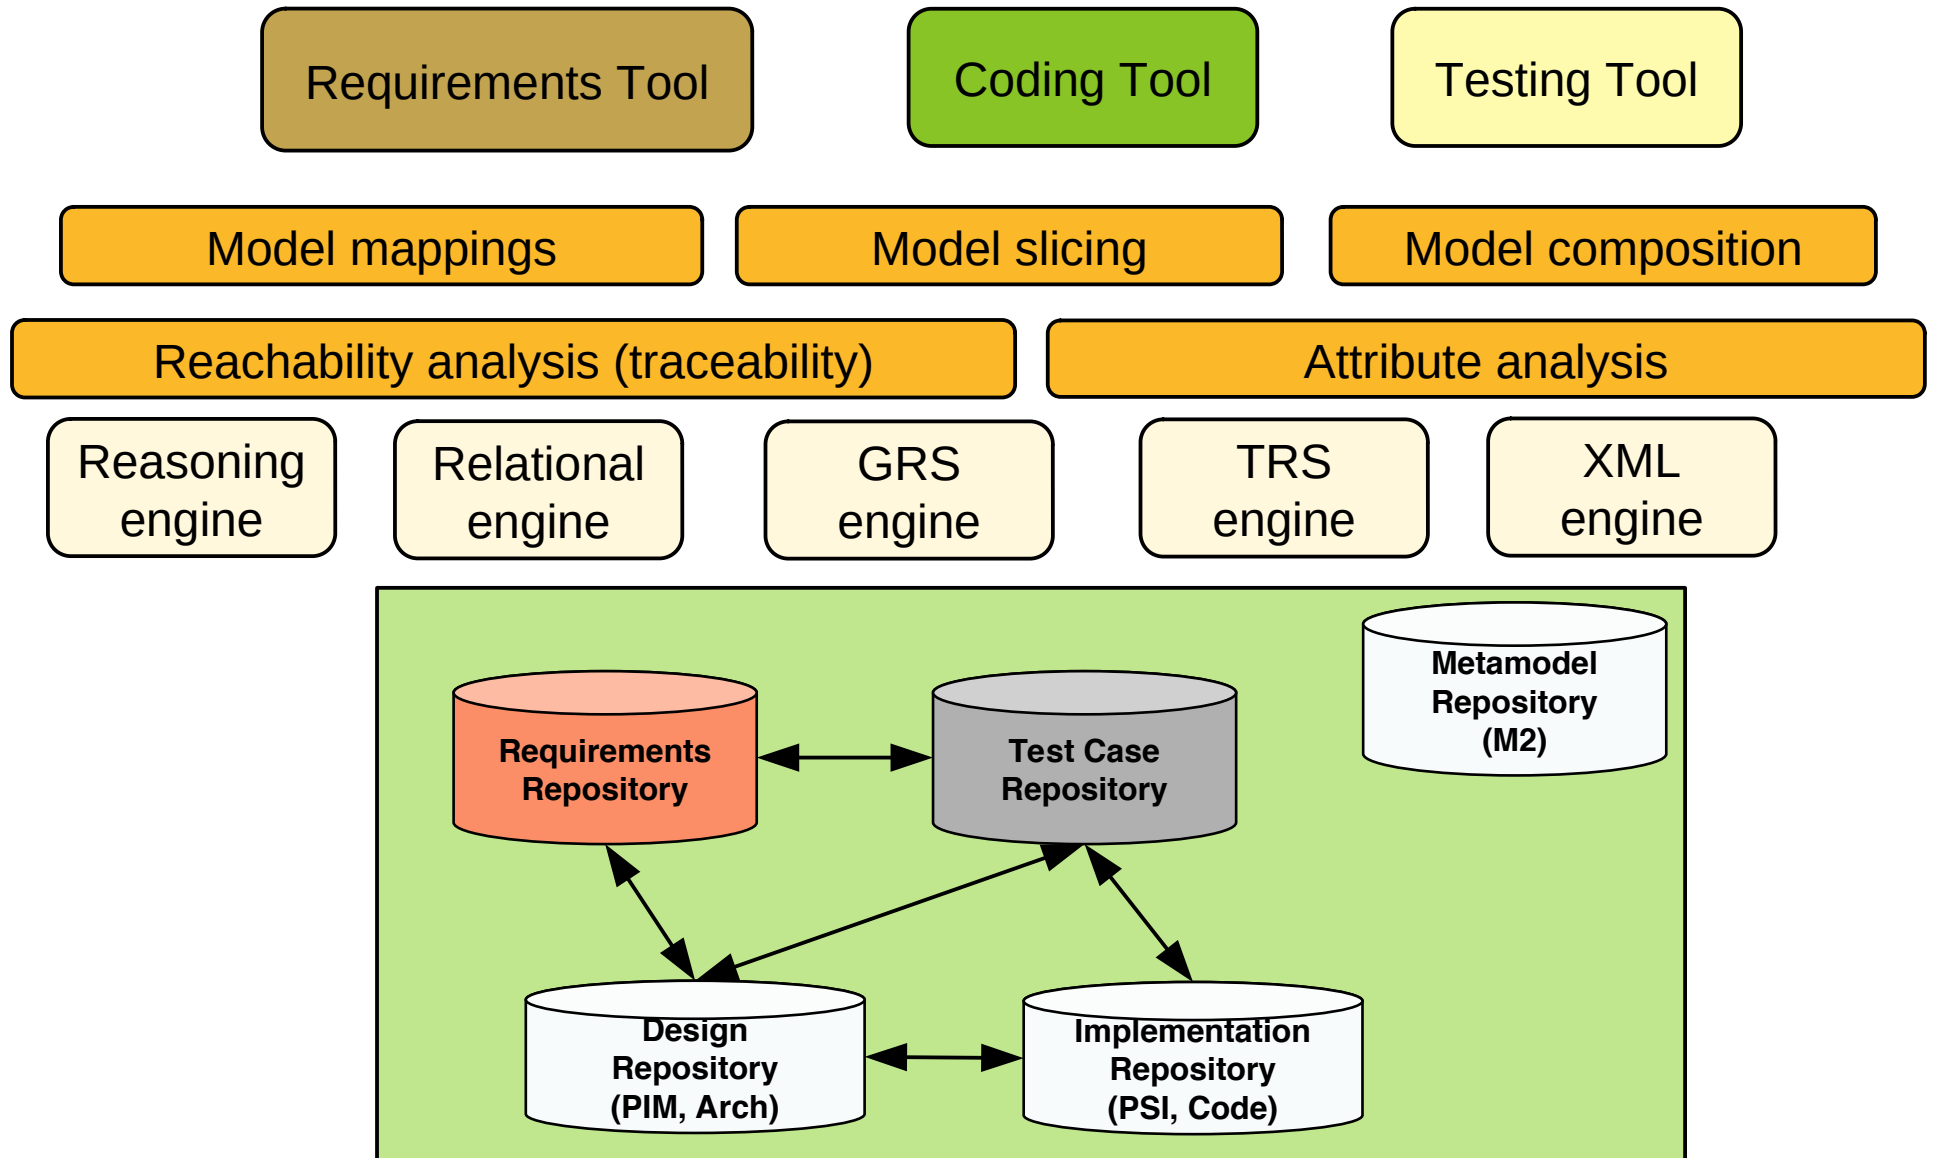 Requirements Tool
Coding Tool
Testing Tool
Model mappings
Model slicing
Model composition
Reachability analysis (traceability)
Attribute analysis
Reasoning
engine
Relational
engine
GRS
engine
TRS
engine
XML
engine
Metamodel
Repository
(M2)
Requirements
Repository
Test Case
Repository
Design
Repository
(PIM, Arch)
Implementation
Repository
(PSI, Code)